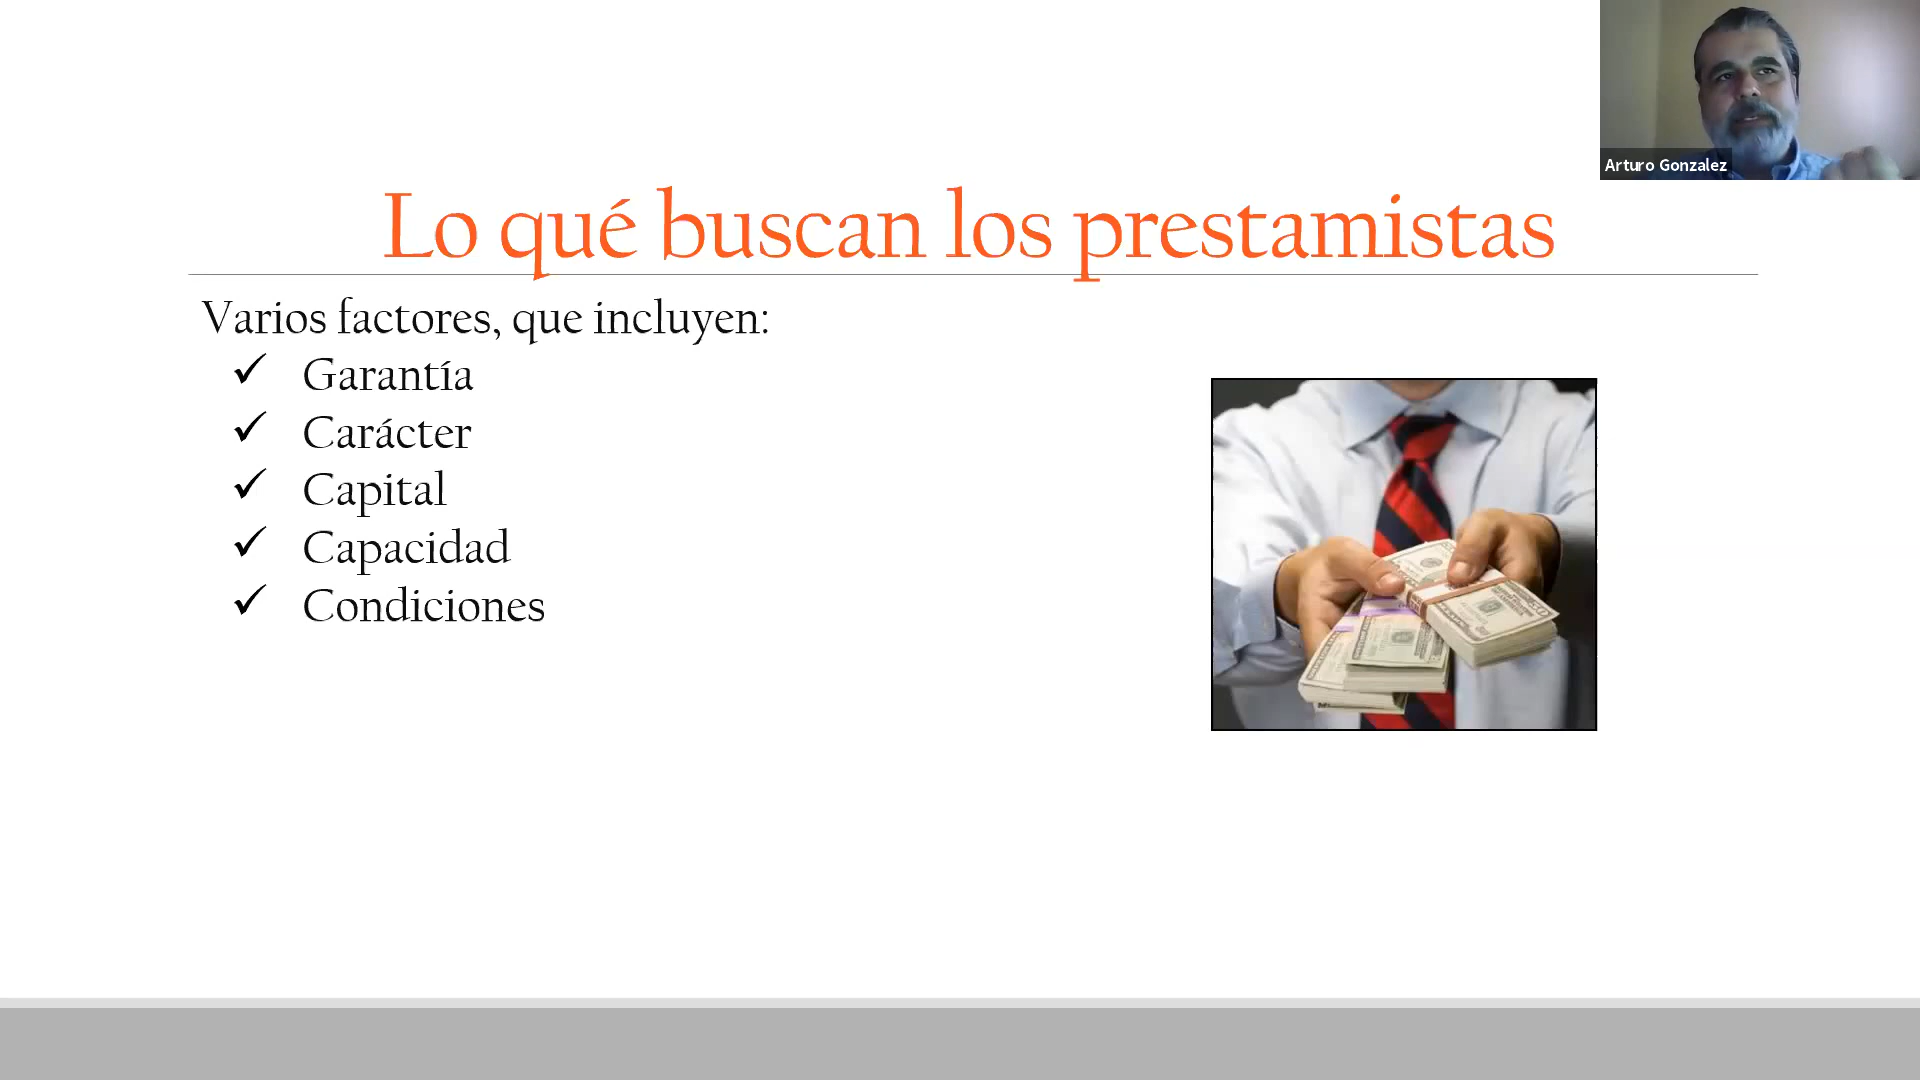 Arturo Gonzalez
Lo qué buscan los prestamistas
Varios factores, que incluyen:
✓ Garantía
✓ Carácter
✓ Capital
✓ Capacidad
✓ Condiciones